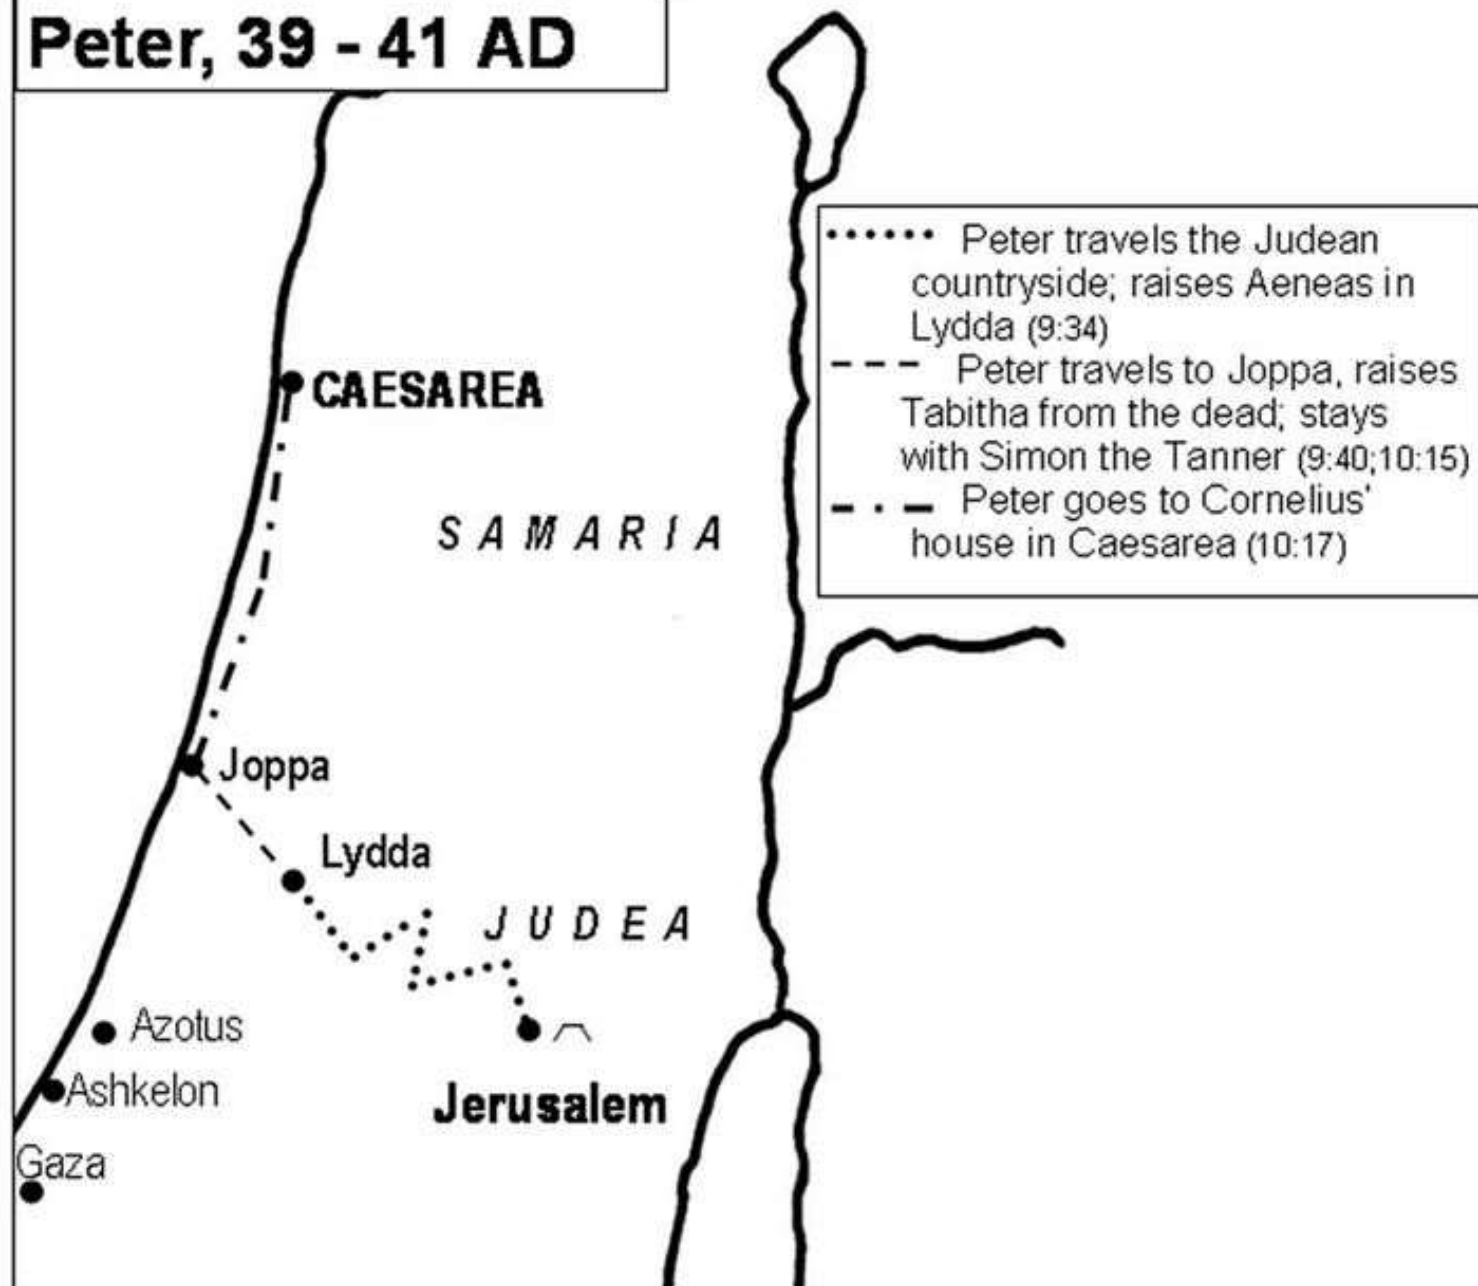 Peter, 39 - 41 AD
Peter travels the Judean
countryside; raises Aeneas in
Lydda (9:34)
Peter travels to Joppa, raises
Tabitha from the dead; stays
with Simon the Tanner (9:40;10:15)
Peter goes to Cornelius'
house in Caesarea (10:17)
CAESAREA
SAMARIA
Joppa
Lydda
JUDEA
Azotus
Ashkelon
Jerusalem
Gaza